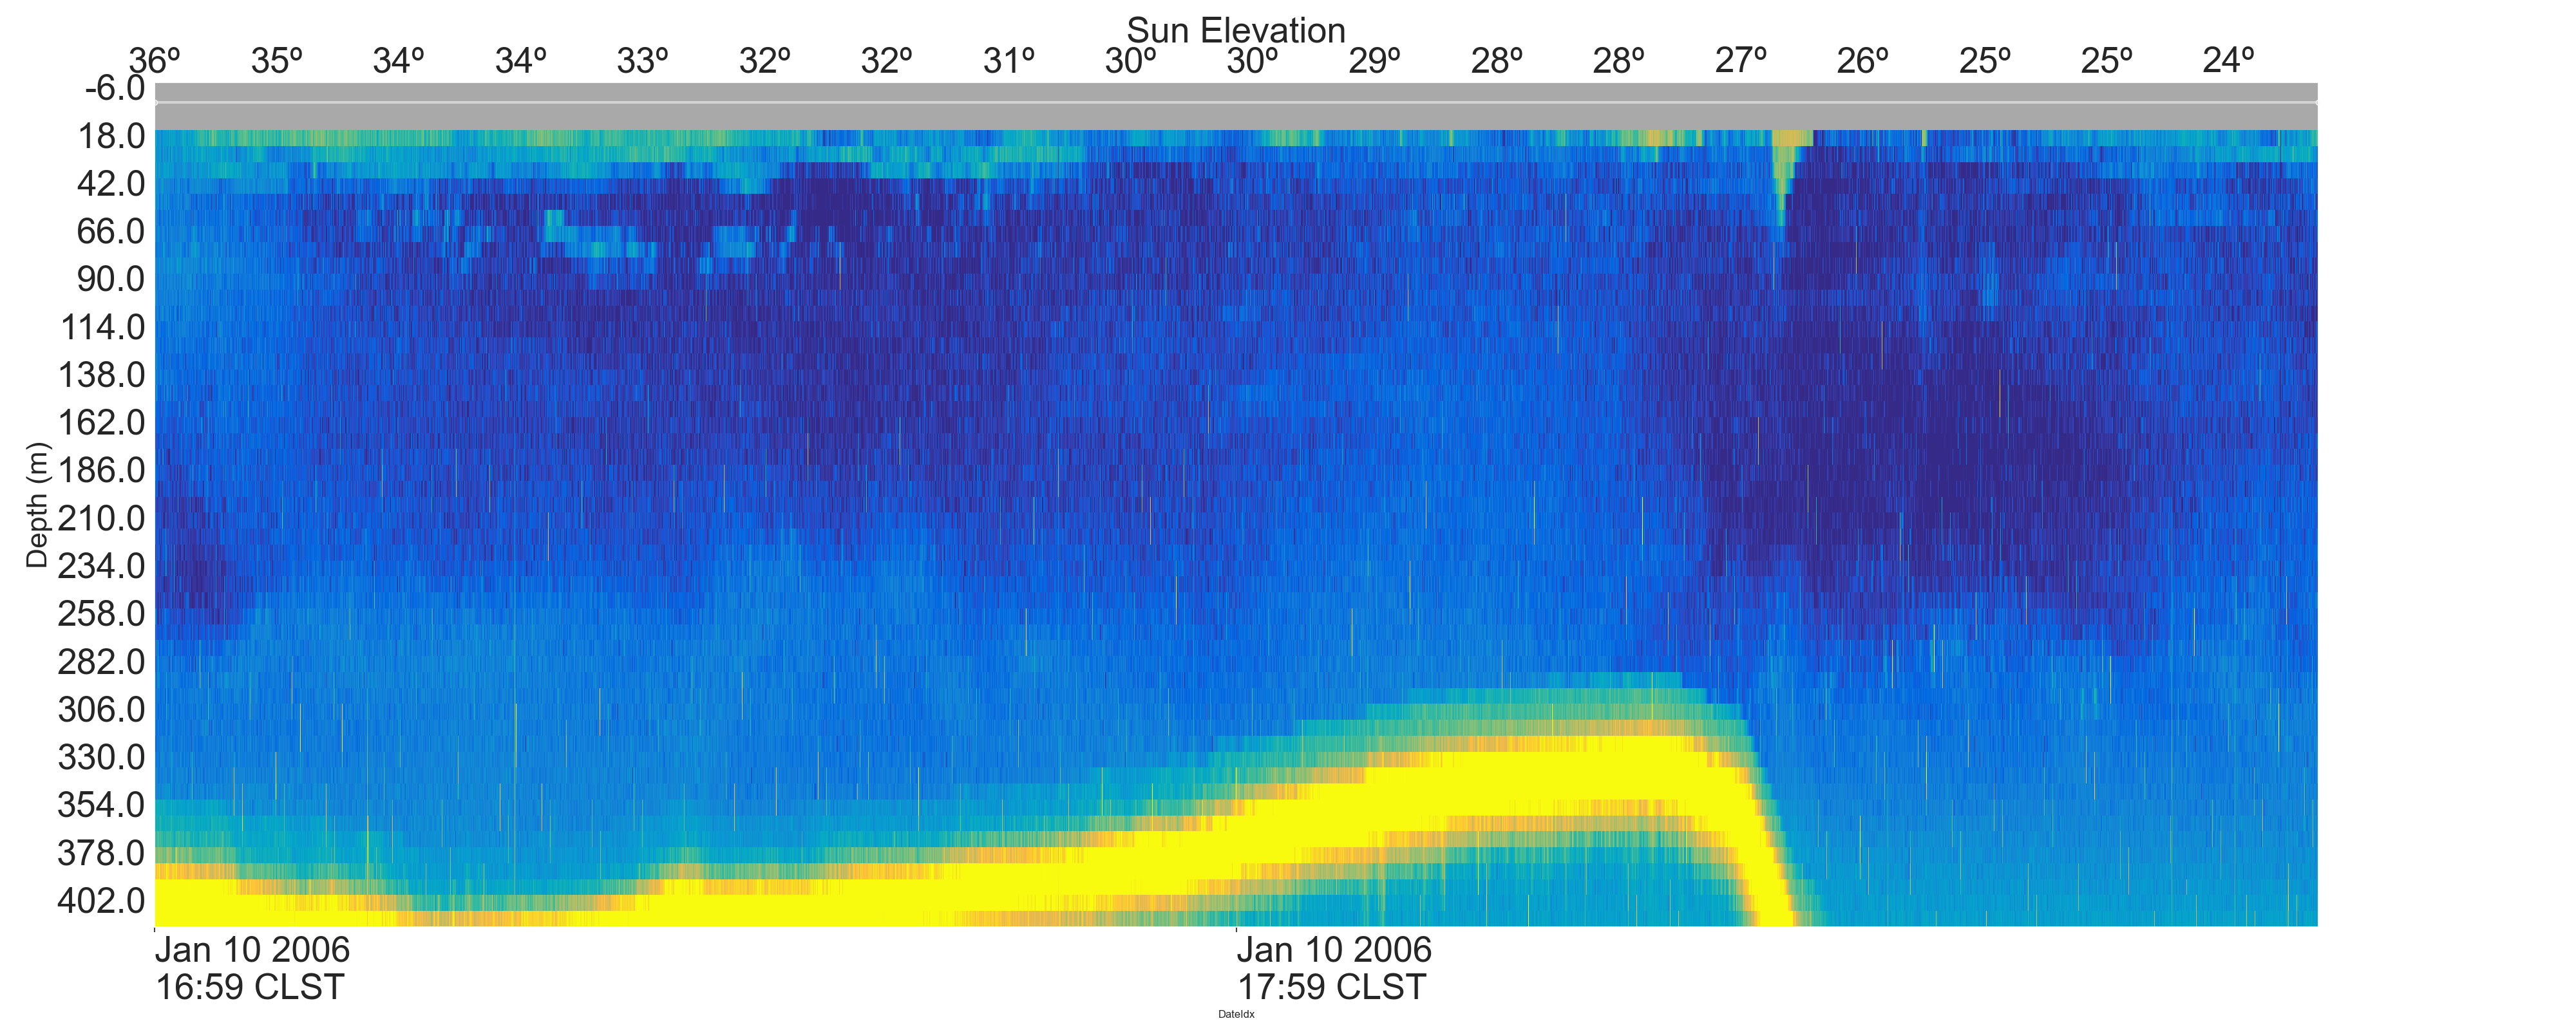 Sun Elevation
36º 35º 34º 34º 33º 32º 32º 31º 30º 30º 29º 28º 28º 27º 26º 25º 25º 24º
-6.0
18.0
42.0
66.0
90.0
114.0
138.0
162.0
186.0
210.0
234.0
258.0
282.0
306.0
330.0
354.0
378.0
402.0
Depth (m)
Jan 10 2006
16:59 CLST
Jan 10 2006
17:59 CLST
DateIdx